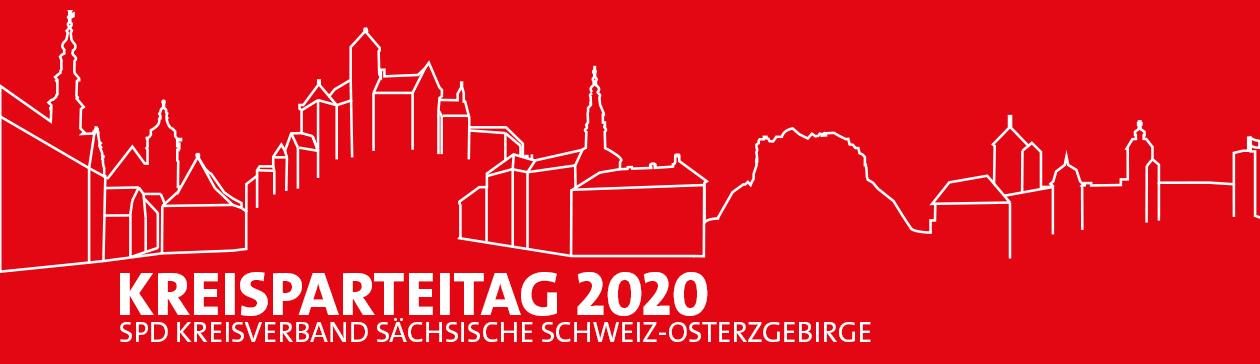 KREISPARTEITAG 2020
SPD KREISVERBAND SÄCHSISCHE SCHWEIZ-OSTERZGEBIRGE